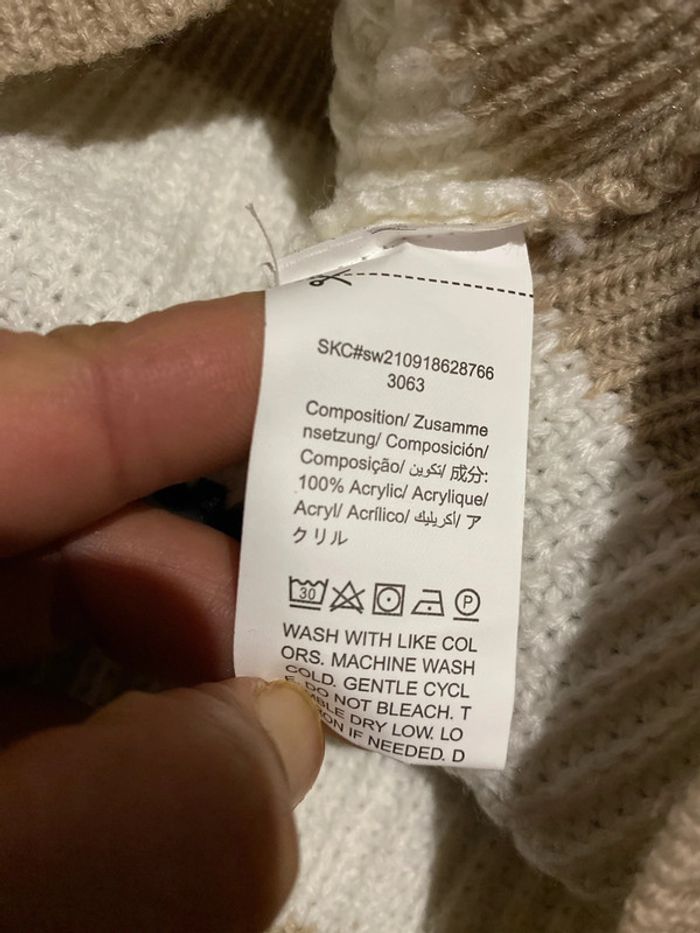 SKC#sw210918628766
3063
Composition/ Zusamme
nsetzung/ Composición/
Composição/ تكوين/ 成分:
100% Acrylic/ Acrylique/
Acryl/ Acrílico/ أكريليك/ ア
クリル
30 P
WASH WITH LIKE COL
ORS. MACHINE WASH
COLD. GENTLE CYCL
E. DO NOT BLEACH. T
UMBLE DRY LOW. LO
IF NEEDED. D